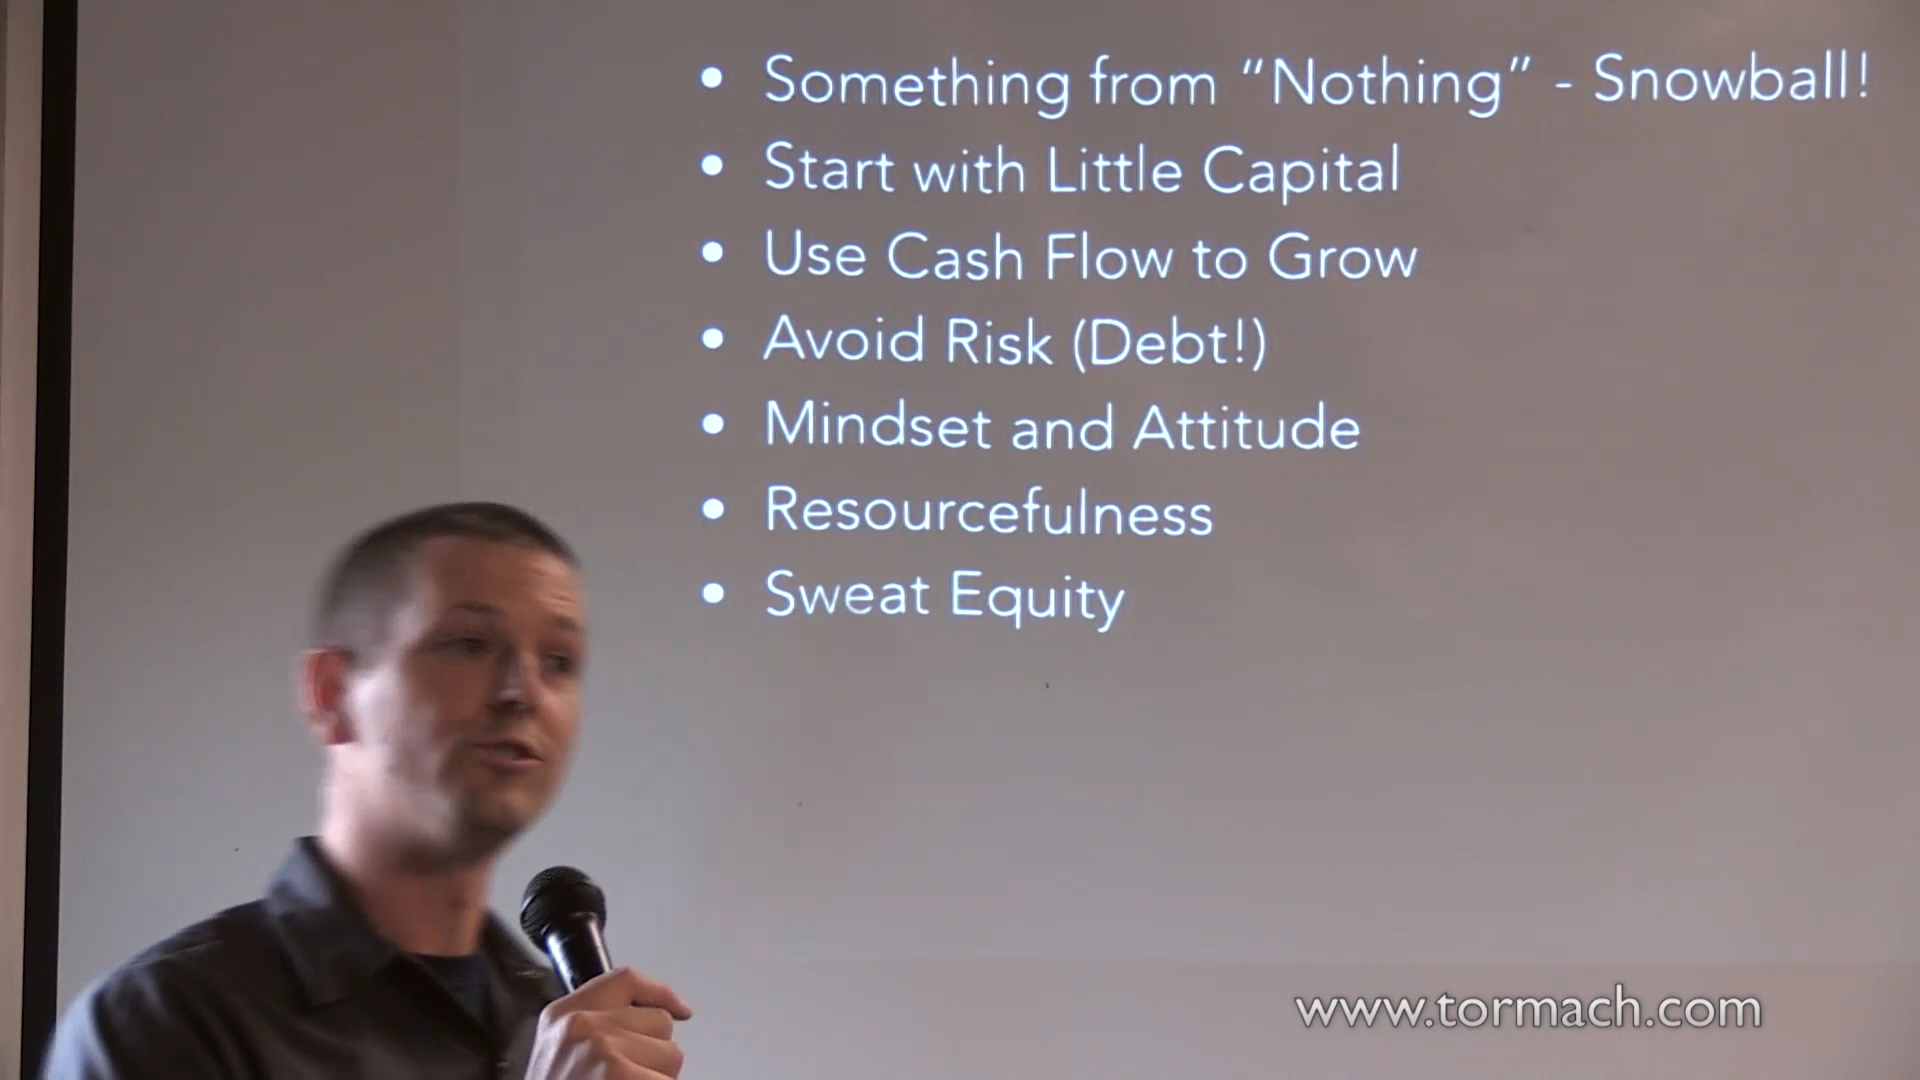 • Something from “Nothing” - Snowball!
• Start with Little Capital
• Use Cash Flow to Grow
• Avoid Risk (Debt!)
• Mindset and Attitude
• Resourcefulness
• Sweat Equity
www.tormach.com